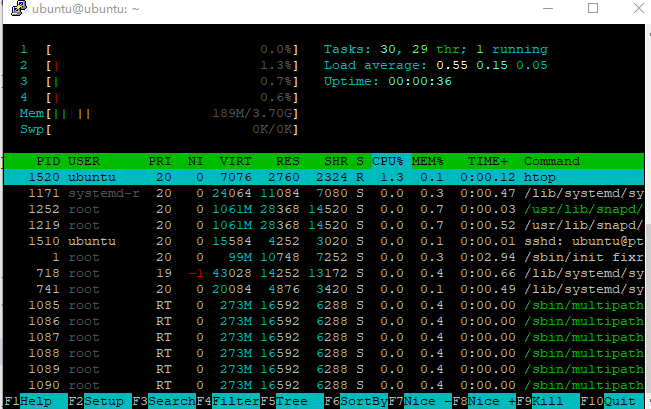 ubuntu@ubuntu: ~
1 [ 0.0%] Tasks: 30, 29 thr; 1 running
2 [| 1.3%] Load average: 0.55 0.15 0.05
3 [| 0.7%] Uptime: 00:00:36
4 [| 0.6%]
Mem[||||| 189M/3.70G]
Swp[ 0K/0K]
PID USER PRI NI VIRT RES SHR S CPU% MEM% TIME+ Command
1520 ubuntu 20 0 7076 2760 2324 R 1.3 0.1 0:00.12 htop
1171 systemd-r 20 0 24064 11084 7080 S 0.0 0.3 0:00.47 /lib/systemd/sy
1252 root 20 0 1061M 28368 14520 S 0.0 0.7 0:00.03 /usr/lib/snapd/
1219 root 20 0 1061M 28368 14520 S 0.0 0.7 0:00.52 /usr/lib/snapd/
1510 ubuntu 20 0 15584 4252 3020 S 0.0 0.1 0:00.01 sshd: ubuntu@pt
1 root 20 0 99M 10748 7252 S 0.0 0.3 0:02.94 /sbin/init fixr
718 root 19 -1 43028 14252 13172 S 0.0 0.4 0:00.66 /lib/systemd/sy
741 root 20 0 20084 4876 3420 S 0.0 0.1 0:00.49 /lib/systemd/sy
1085 root RT 0 273M 16592 6288 S 0.0 0.4 0:00.00 /sbin/multipath
1086 root RT 0 273M 16592 6288 S 0.0 0.4 0:00.00 /sbin/multipath
1087 root RT 0 273M 16592 6288 S 0.0 0.4 0:00.00 /sbin/multipath
1088 root RT 0 273M 16592 6288 S 0.0 0.4 0:00.00 /sbin/multipath
1089 root RT 0 273M 16592 6288 S 0.0 0.4 0:00.00 /sbin/multipath
1090 root RT 0 273M 16592 6288 S 0.0 0.4 0:00.00 /sbin/multipath
F1Help F2Setup F3SearchF4FilterF5Tree F6SortByF7Nice -F8Nice +F9Kill F10Quit